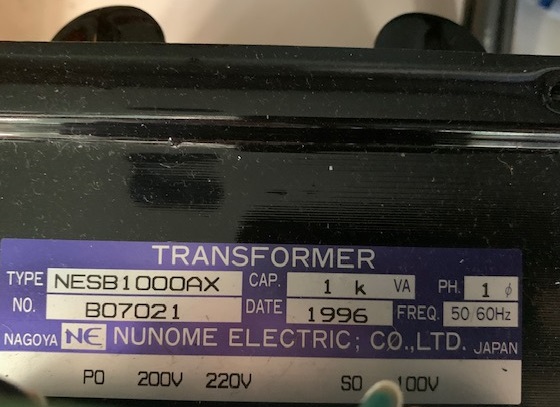 TRANSFORMER
TYPE NESB1000AX CAP. 1 k VA PH. 1 ϕ
NO. B07021 DATE 1996 FREQ. 50/60Hz
NAGOYA NE NUNOME ELECTRIC; CO.,LTD. JAPAN
PO 200V 220V SO 100V